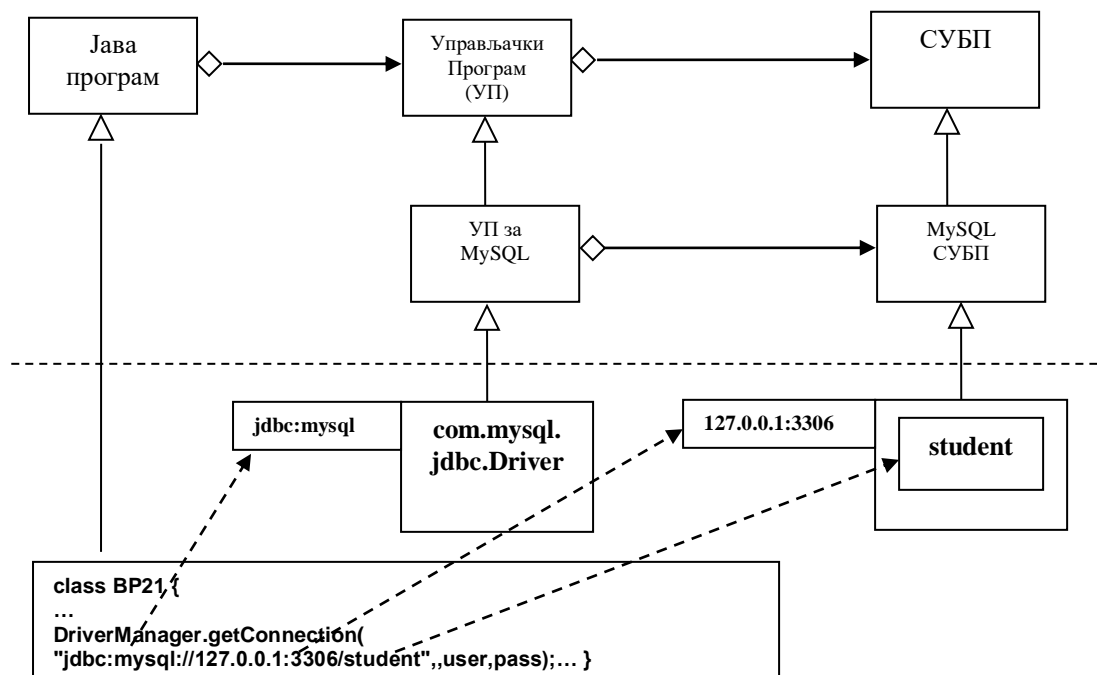 Јава
програм
Управљачки
Програм
(УП)
СУБП
УП за
MySQL
MySQL
СУБП
jdbc:mysql
com.mysql.
jdbc.Driver
127.0.0.1:3306
student
class BP21 {
…
DriverManager.getConnection(
"jdbc:mysql://127.0.0.1:3306/student",,user,pass);… }